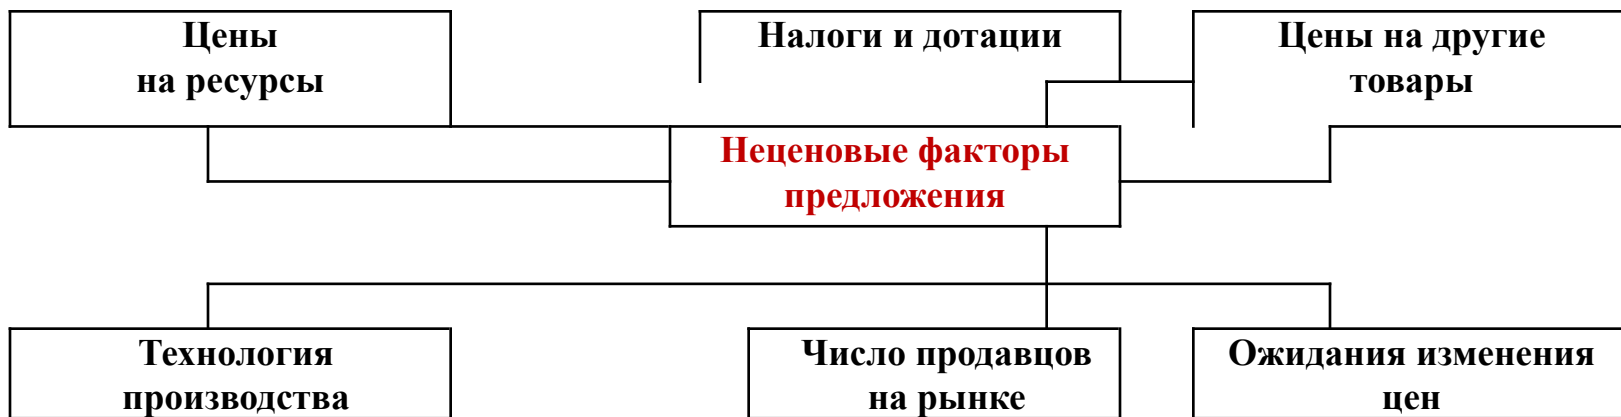 Цены
на ресурсы
Налоги и дотации
Цены на другие
товары
Неценовые факторы
предложения
Технология
производства
Число продавцов
на рынке
Ожидания изменения
цен